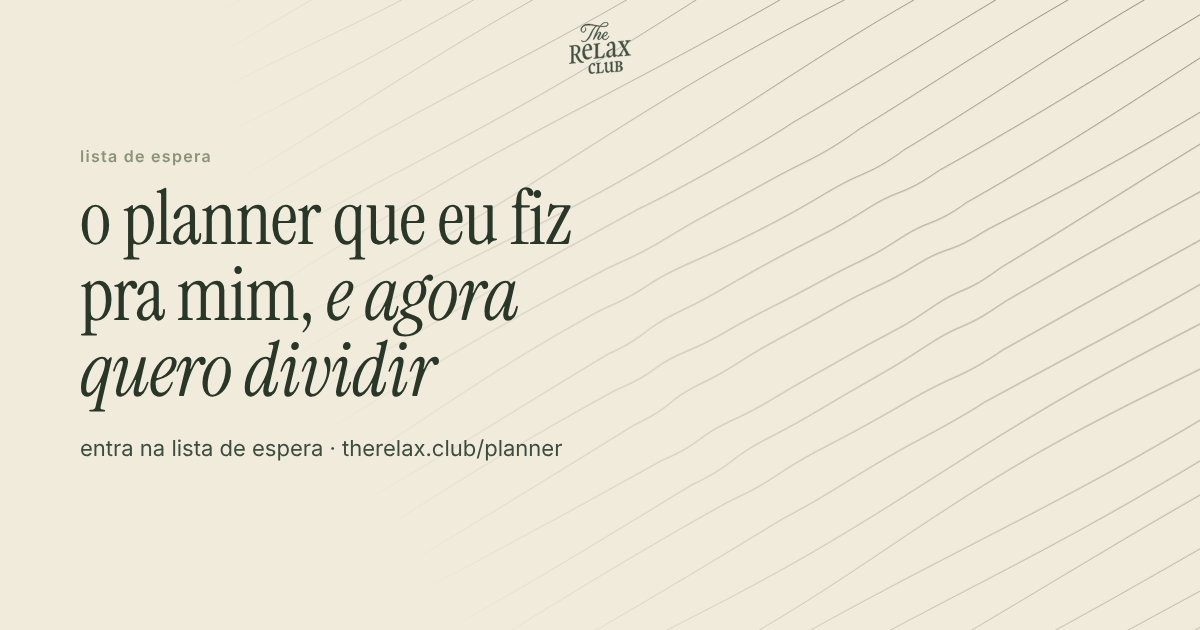 The
ReLax
CLUB
lista de espera
o planner que eu fiz
pra mim, e agora
quero dividir
entra na lista de espera · therelax.club/planner